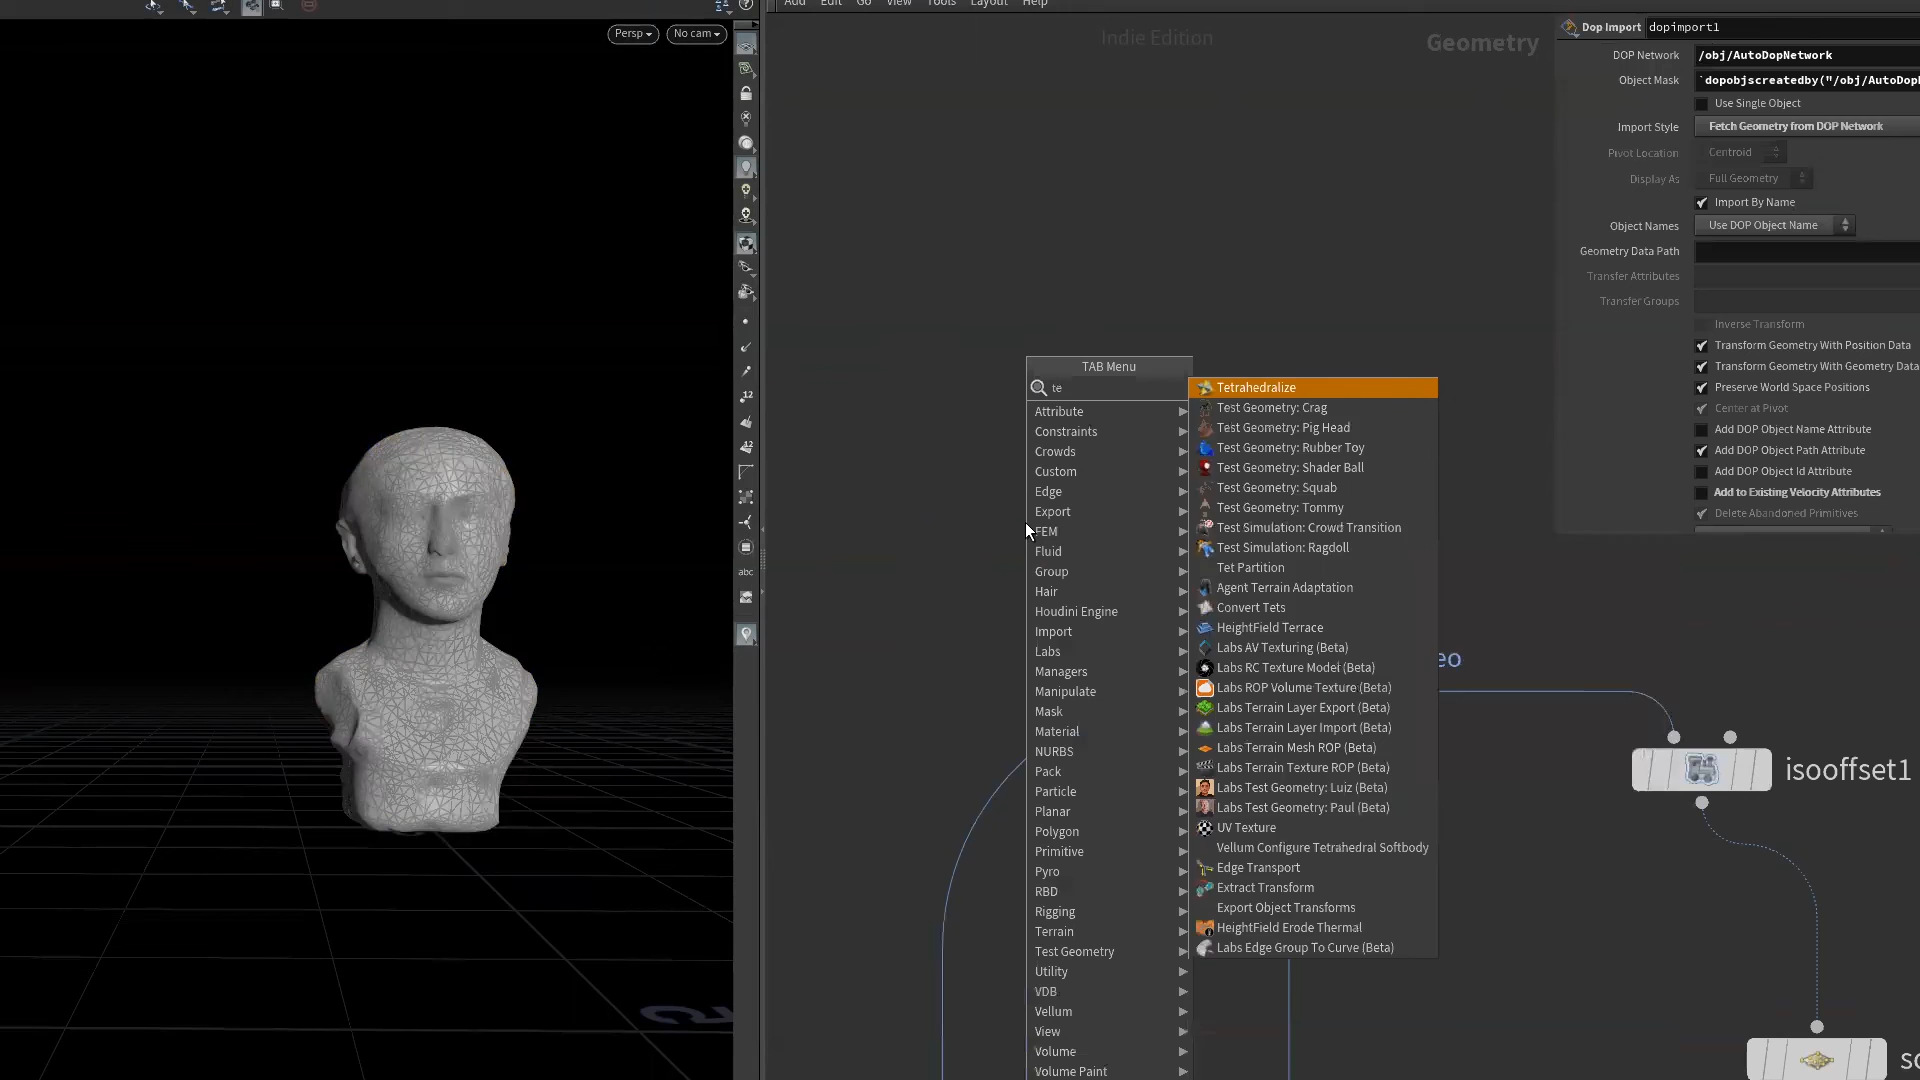 Add Edit Go View Tools Layout Help
Persp
No cam
Indie Edition
Geometry
12
12
abc
TAB Menu
te
Attribute
Constraints
Crowds
Custom
Edge
Export
FEM
Fluid
Group
Hair
Houdini Engine
Import
Labs
Managers
Manipulate
Mask
Material
NURBS
Pack
Particle
Planar
Polygon
Primitive
Pyro
RBD
Rigging
Terrain
Test Geometry
Utility
VDB
Vellum
View
Volume
Volume Paint
Tetrahedralize
Test Geometry: Crag
Test Geometry: Pig Head
Test Geometry: Rubber Toy
Test Geometry: Shader Ball
Test Geometry: Squab
Test Geometry: Tommy
Test Simulation: Crowd Transition
Test Simulation: Ragdoll
Tet Partition
Agent Terrain Adaptation
Convert Tets
HeightField Terrace
Labs AV Texturing (Beta)
Labs RC Texture Model (Beta)
Labs ROP Volume Texture (Beta)
Labs Terrain Layer Export (Beta)
Labs Terrain Layer Import (Beta)
Labs Terrain Mesh ROP (Beta)
Labs Terrain Texture ROP (Beta)
Labs Test Geometry: Luiz (Beta)
Labs Test Geometry: Paul (Beta)
UV Texture
Vellum Configure Tetrahedral Softbody
Edge Transport
Extract Transform
Export Object Transforms
HeightField Erode Thermal
Labs Edge Group To Curve (Beta)
eo
isooffset1
Dop Import dopimport1
DOP Network /obj/AutoDopNetwork
Object Mask `dopobjscreatedby("/obj/AutoDop
Use Single Object
Import Style Fetch Geometry from DOP Network
Pivot Location Centroid
Display As Full Geometry
Import By Name
Object Names Use DOP Object Name
Geometry Data Path
Transfer Attributes
Transfer Groups
Inverse Transform
Transform Geometry With Position Data
Transform Geometry With Geometry Data
Preserve World Space Positions
Center at Pivot
Add DOP Object Name Attribute
Add DOP Object Path Attribute
Add DOP Object Id Attribute
Add to Existing Velocity Attributes
Delete Abandoned Primitives